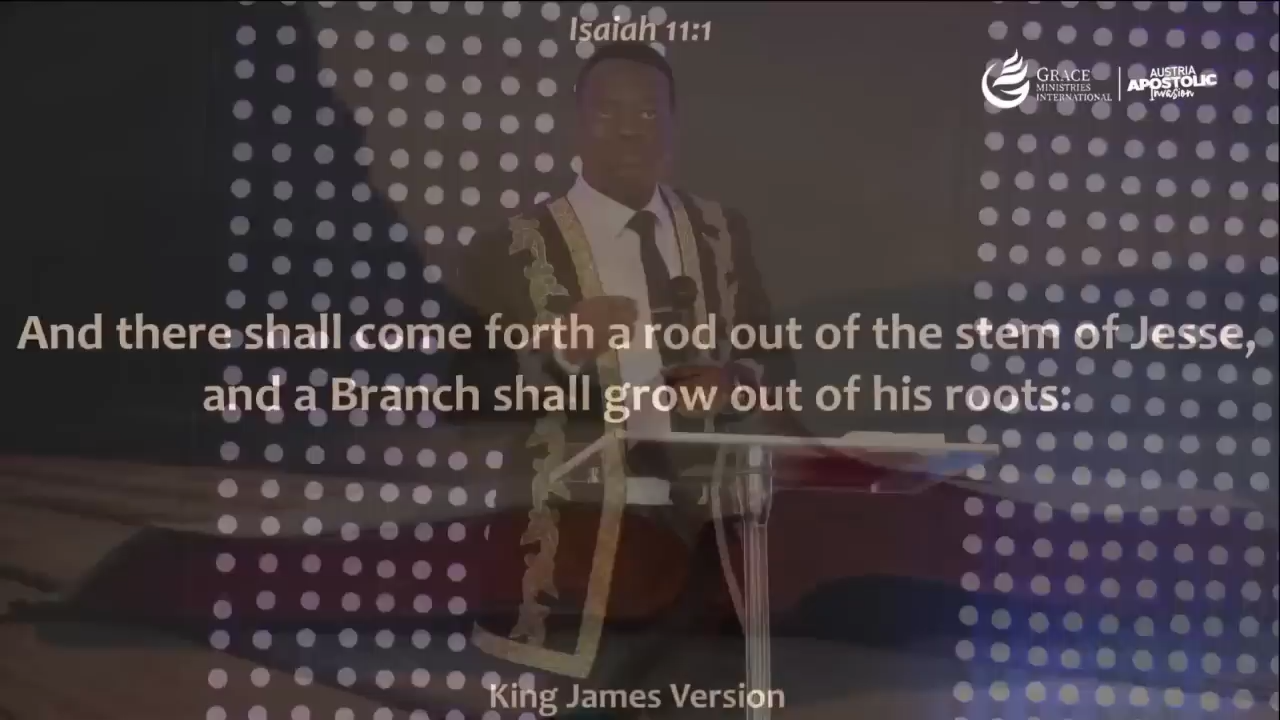 Isaiah 11:1
GRACE
MINISTRIES
INTERNATIONAL
AUSTRIA
APOSTOLIC
Invasion
And there shall come forth a rod out of the stem of Jesse,
and a Branch shall grow out of his roots:
King James Version